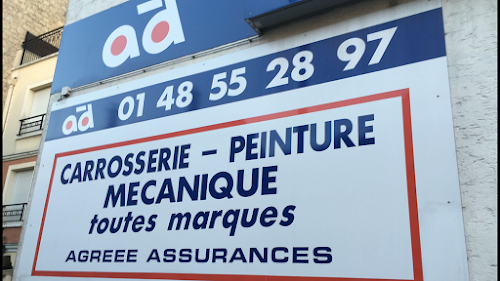 ad
ad 01 48 55 28 97
CARROSSERIE - PEINTURE
MECANIQUE
toutes marques
AGREEE ASSURANCES